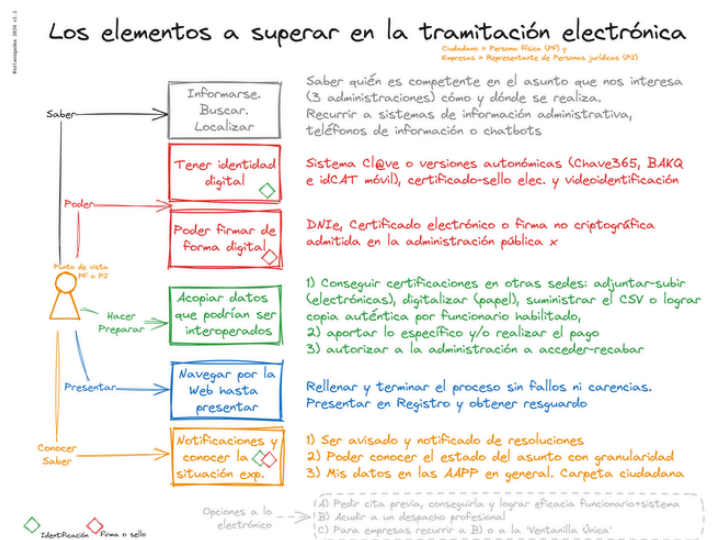 Los elementos a superar en la tramitación electrónica
Ciudadano = Persona física (PF) y
Empresas = Representante de Personas jurídicas (PJ)
Saber
Informarse.
Buscar.
Localizar
Saber quién es competente en el asunto que nos interesa
(3 administraciones) cómo y dónde se realiza.
Recurrir a sistemas de información administrativa,
teléfonos de información o chatbots
Poder
Tener identidad
digital
Sistema Cl@ve o versiones autonómicas (Chave365, BAKQ
e idCAT móvil), certificado-sello elec. y videoidentificación
Poder firmar de
forma digital
DNIe, Certificado electrónico o firma no criptográfica
admitida en la administración pública x
Punto de vista
PF o PJ
Hacer
Preparar
Acopiar datos
que podrían ser
interoperados
1) Conseguir certificaciones en otras sedes: adjuntar-subir
(electrónicas), digitalizar (papel), suministrar el CSV o lograr
copia auténtica por funcionario habilitado,
2) aportar lo específico y/o realizar el pago
3) autorizar a la administración a acceder-recabar
Presentar
Navegar por la
Web hasta
presentar
Rellenar y terminar el proceso sin fallos ni carencias.
Presentar en Registro y obtener resguardo
Conocer
Saber
Notificaciones y
conocer la
situación exp.
1) Ser avisado y notificado de resoluciones
2) Poder conocer el estado del asunto con granularidad
3) Mis datos en las AAPP en general. Carpeta ciudadana
Opciones a lo
electrónico
A) Pedir cita previa, conseguirla y lograr eficacia funcionario+sistema
B) Acudir a un despacho profesional
C) Para empresas recurrir a B) o a la 'Ventanilla Única'
Identificación
Firma o sello